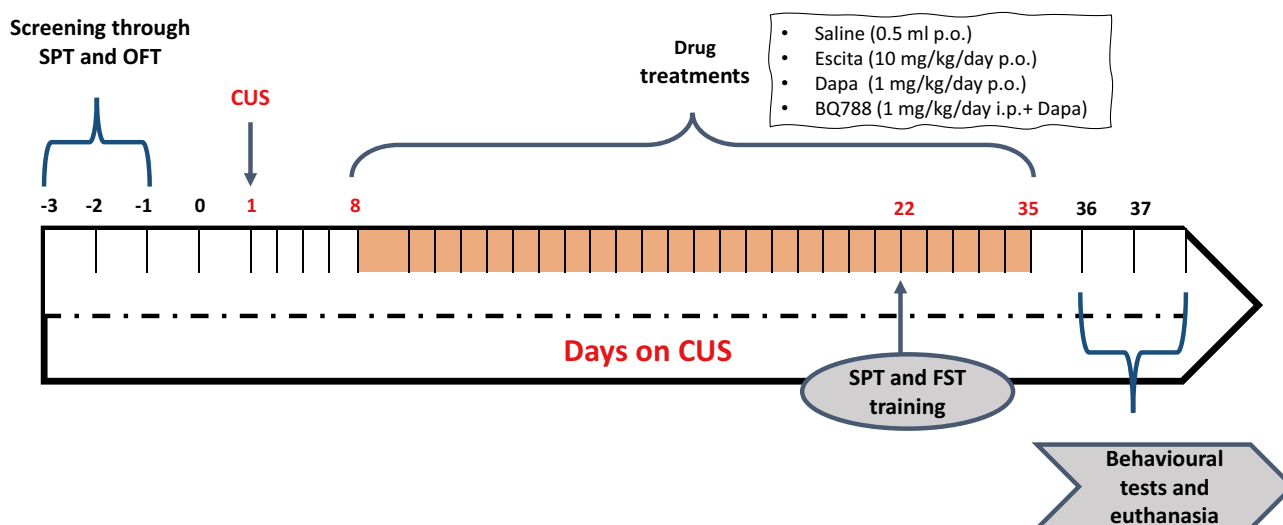 Screening through
SPT and OFT
CUS
Drug
treatments
• Saline (0.5 ml p.o.)
• Escita (10 mg/kg/day p.o.)
• Dapa (1 mg/kg/day p.o.)
• BQ788 (1 mg/kg/day i.p.+ Dapa)
-3 -2 -1 0 1 8 22 35 36 37
Days on CUS
SPT and FST
training
Behavioural
tests and
euthanasia